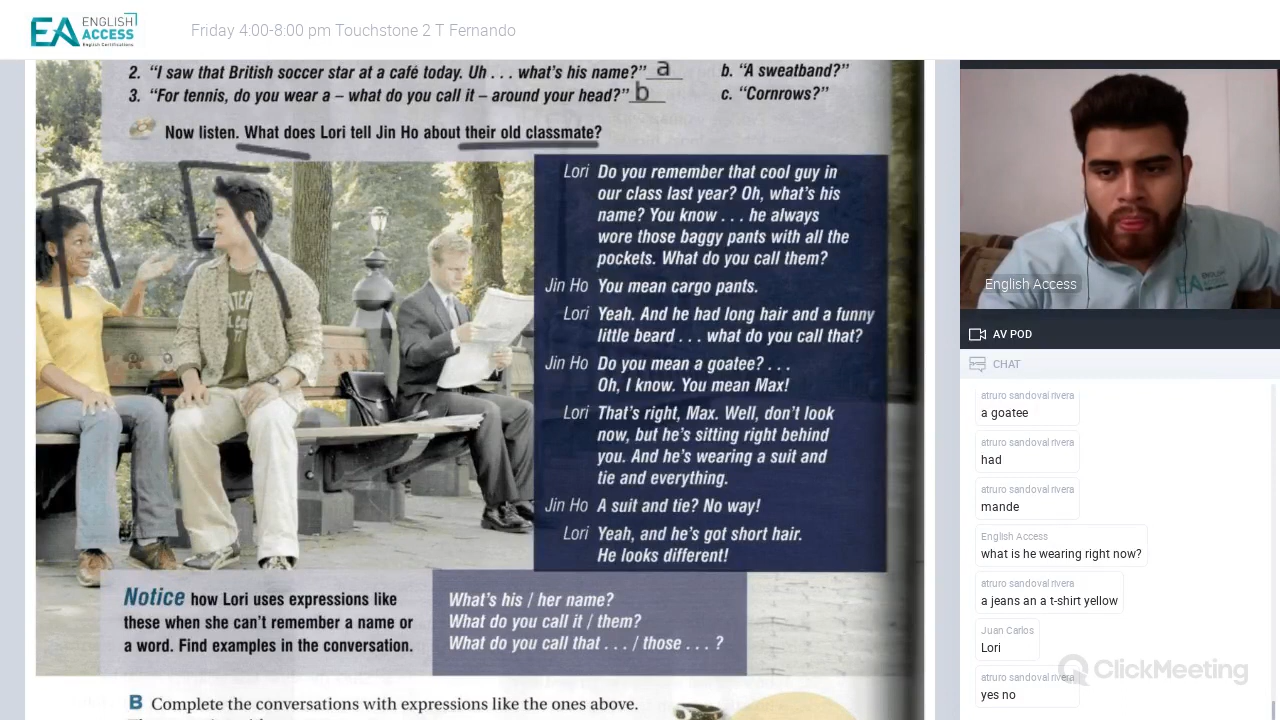 EA ENGLISH ACCESS
English Certifications
Friday 4:00-8:00 pm Touchstone 2 T Fernando
2. “I saw that British soccer star at a café today. Uh . . . what’s his name?” a
b. “A sweatband?”
3. “For tennis, do you wear a – what do you call it – around your head?” b
c. “Cornrows?”
Now listen. What does Lori tell Jin Ho about their old classmate?
Lori Do you remember that cool guy in
our class last year? Oh, what’s his
name? You know . . . he always
wore those baggy pants with all the
pockets. What do you call them?
Jin Ho You mean cargo pants.
Lori Yeah. And he had long hair and a funny
little beard . . . what do you call that?
Jin Ho Do you mean a goatee? . . .
Oh, I know. You mean Max!
Lori That’s right, Max. Well, don’t look
now, but he’s sitting right behind
you. And he’s wearing a suit and
tie and everything.
Jin Ho A suit and tie? No way!
Lori Yeah, and he’s got short hair.
He looks different!
Notice how Lori uses expressions like
these when she can’t remember a name or
a word. Find examples in the conversation.
What’s his / her name?
What do you call it / them?
What do you call that . . . / those . . . ?
B Complete the conversations with expressions like the ones above.
English Access
AV POD
CHAT
atruro sandoval rivera
a goatee
atruro sandoval rivera
had
atruro sandoval rivera
mande
English Access
what is he wearing right now?
atruro sandoval rivera
a jeans an a t-shirt yellow
Juan Carlos
Lori
atruro sandoval rivera
yes no
ClickMeeting